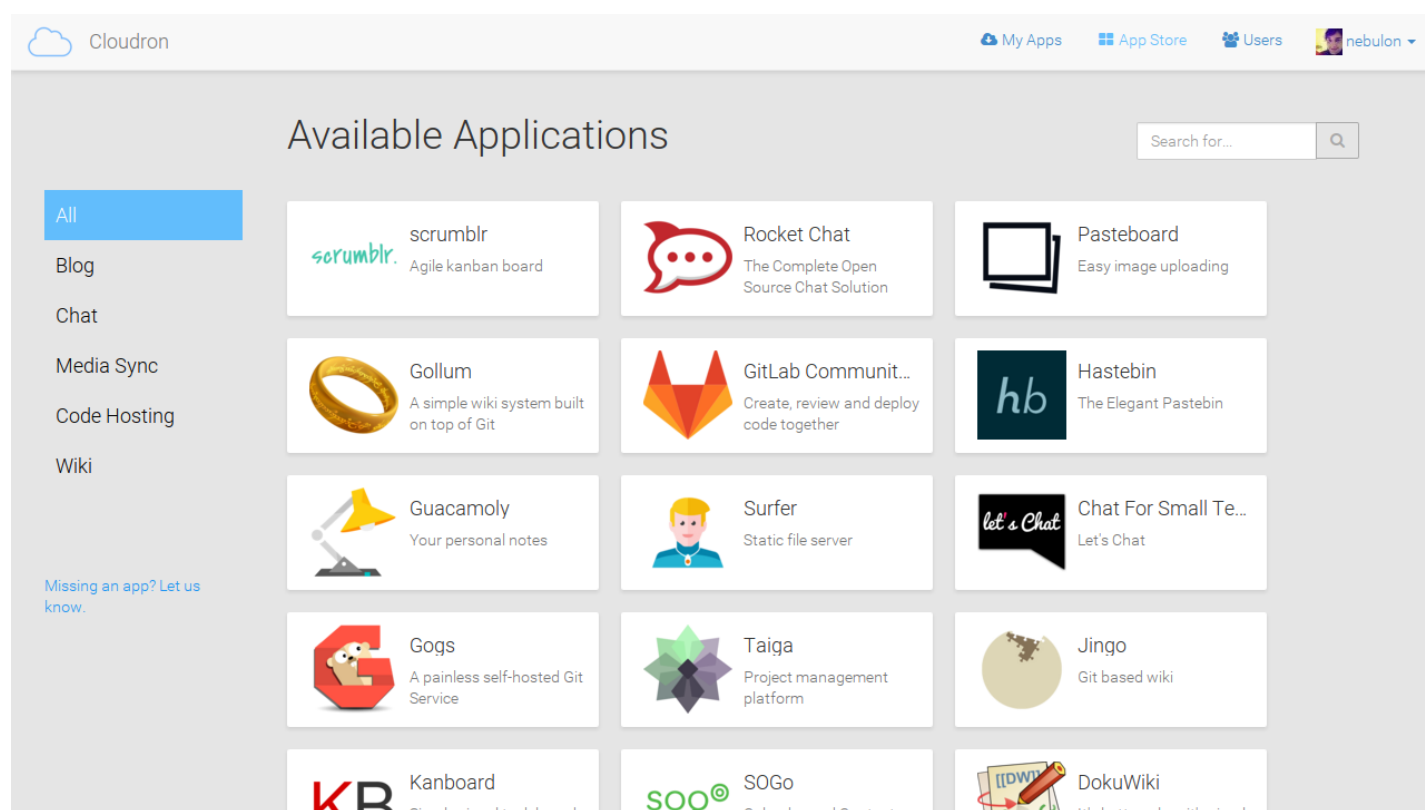 Cloudron
My Apps
App Store
Users
nebulon
Available Applications
Search for...
All
Blog
Chat
Media Sync
Code Hosting
Wiki
Missing an app? Let us
know.
scrumblr.
scrumblr
Agile kanban board
Rocket Chat
The Complete Open
Source Chat Solution
Pasteboard
Easy image uploading
Gollum
A simple wiki system built
on top of Git
GitLab Communit...
Create, review and deploy
code together
hb
Hastebin
The Elegant Pastebin
Guacamoly
Your personal notes
Surfer
Static file server
let's Chat
Chat For Small Te...
Let's Chat
Gogs
A painless self-hosted Git
Service
Taiga
Project management
platform
Jingo
Git based wiki
KB
Kanboard
SOGo
SOGo
[[DW]]
DokuWiki